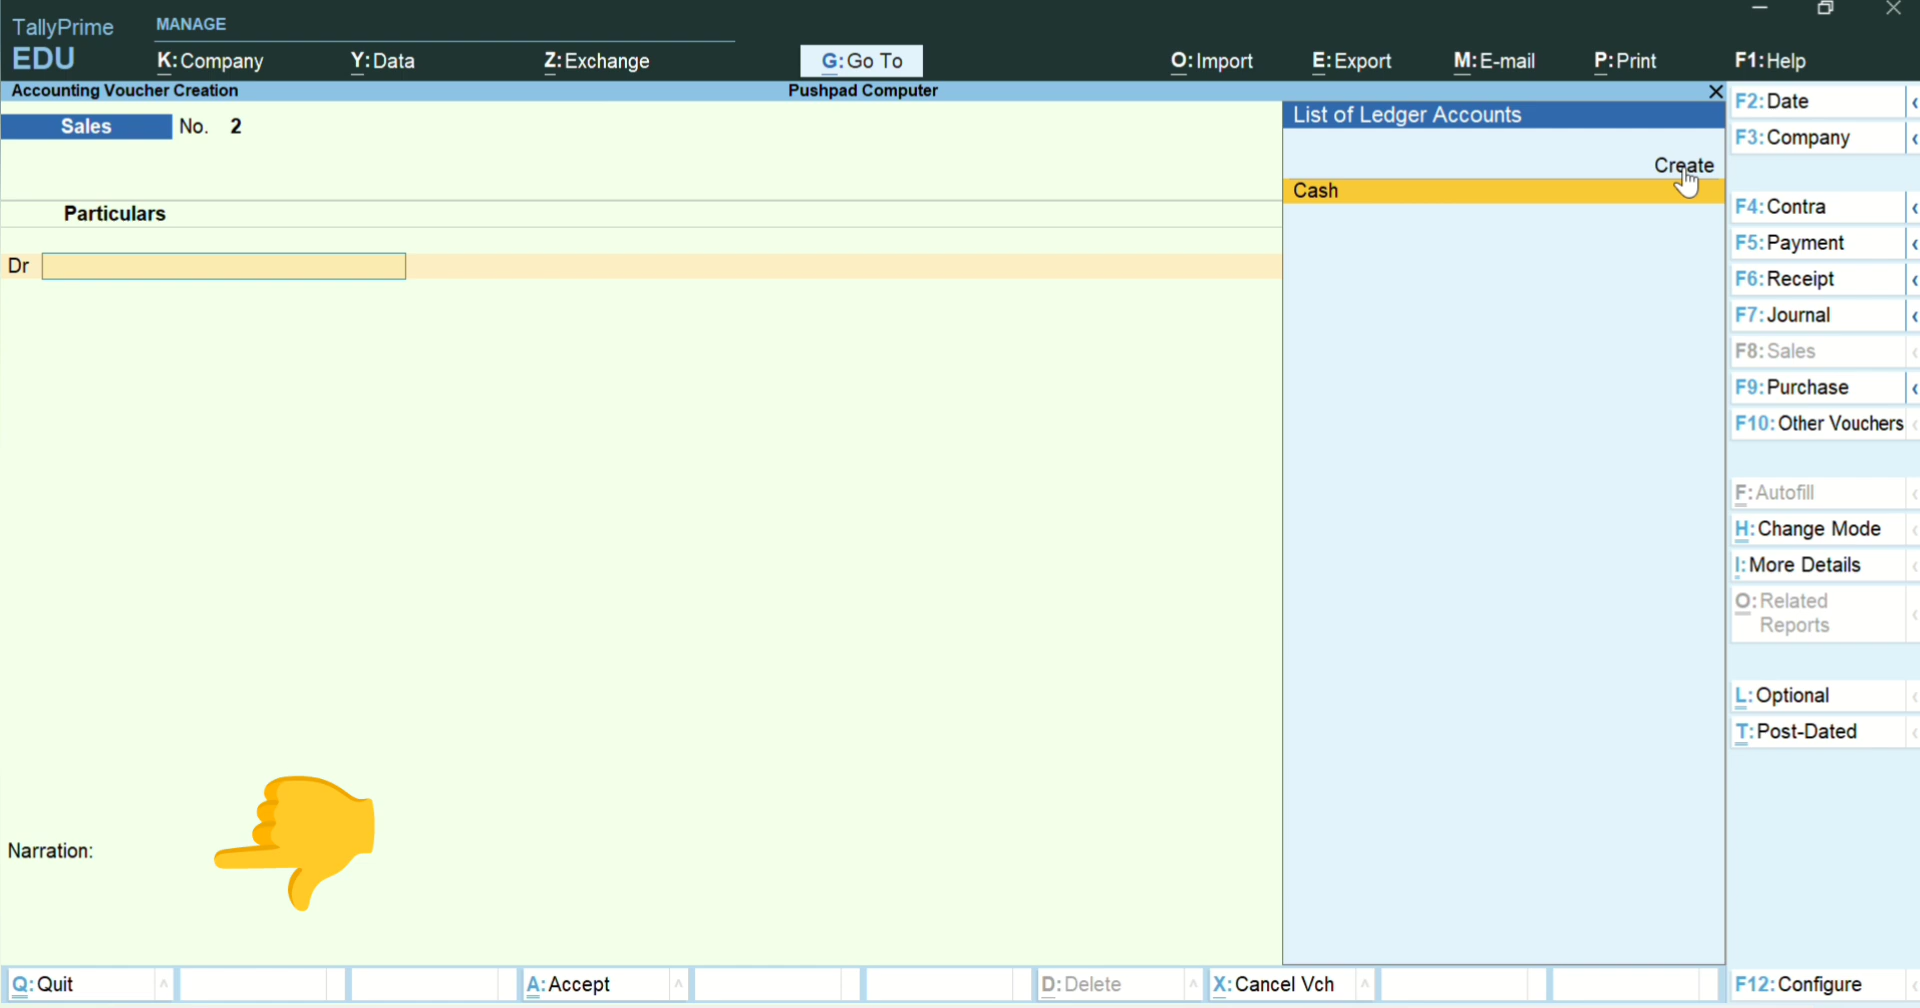 TallyPrime
EDU
MANAGE
K:Company Y:Data Z:Exchange G:Go To O:Import E:Export M:E-mail P:Print F1:Help
Accounting Voucher Creation Pushpad Computer
Sales No. 2
Particulars
Dr
Narration:
List of Ledger Accounts
Create
Cash
F2:Date
F3:Company
F4:Contra
F5:Payment
F6:Receipt
F7:Journal
F8:Sales
F9:Purchase
F10:Other Vouchers
F:Autofill
H:Change Mode
I:More Details
O:Related
Reports
L:Optional
T:Post-Dated
Q:Quit A:Accept D:Delete X:Cancel Vch F12:Configure